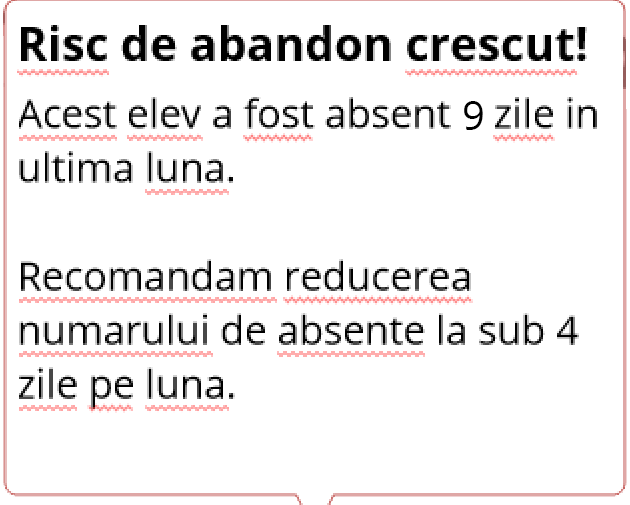 Risc de abandon crescut!
Acest elev a fost absent 9 zile in
ultima luna.
Recomandam reducerea
numarului de absente la sub 4
zile pe luna.